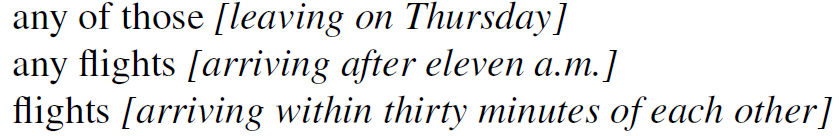 any of those [leaving on Thursday]
any flights [arriving after eleven a.m.]
flights [arriving within thirty minutes of each other]